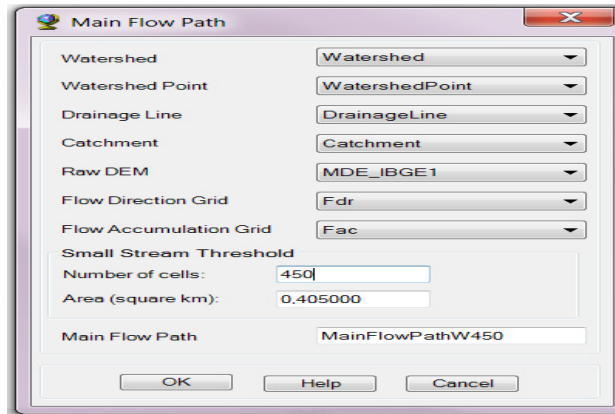 Main Flow Path
Watershed Watershed
Watershed Point WatershedPoint
Drainage Line DrainageLine
Catchment Catchment
Raw DEM MDE_IBGE1
Flow Direction Grid Fdr
Flow Accumulation Grid Fac
Small Stream Threshold
Number of cells: 450
Area (square km): 0,405000
Main Flow Path MainFlowPathW450
OK Help Cancel